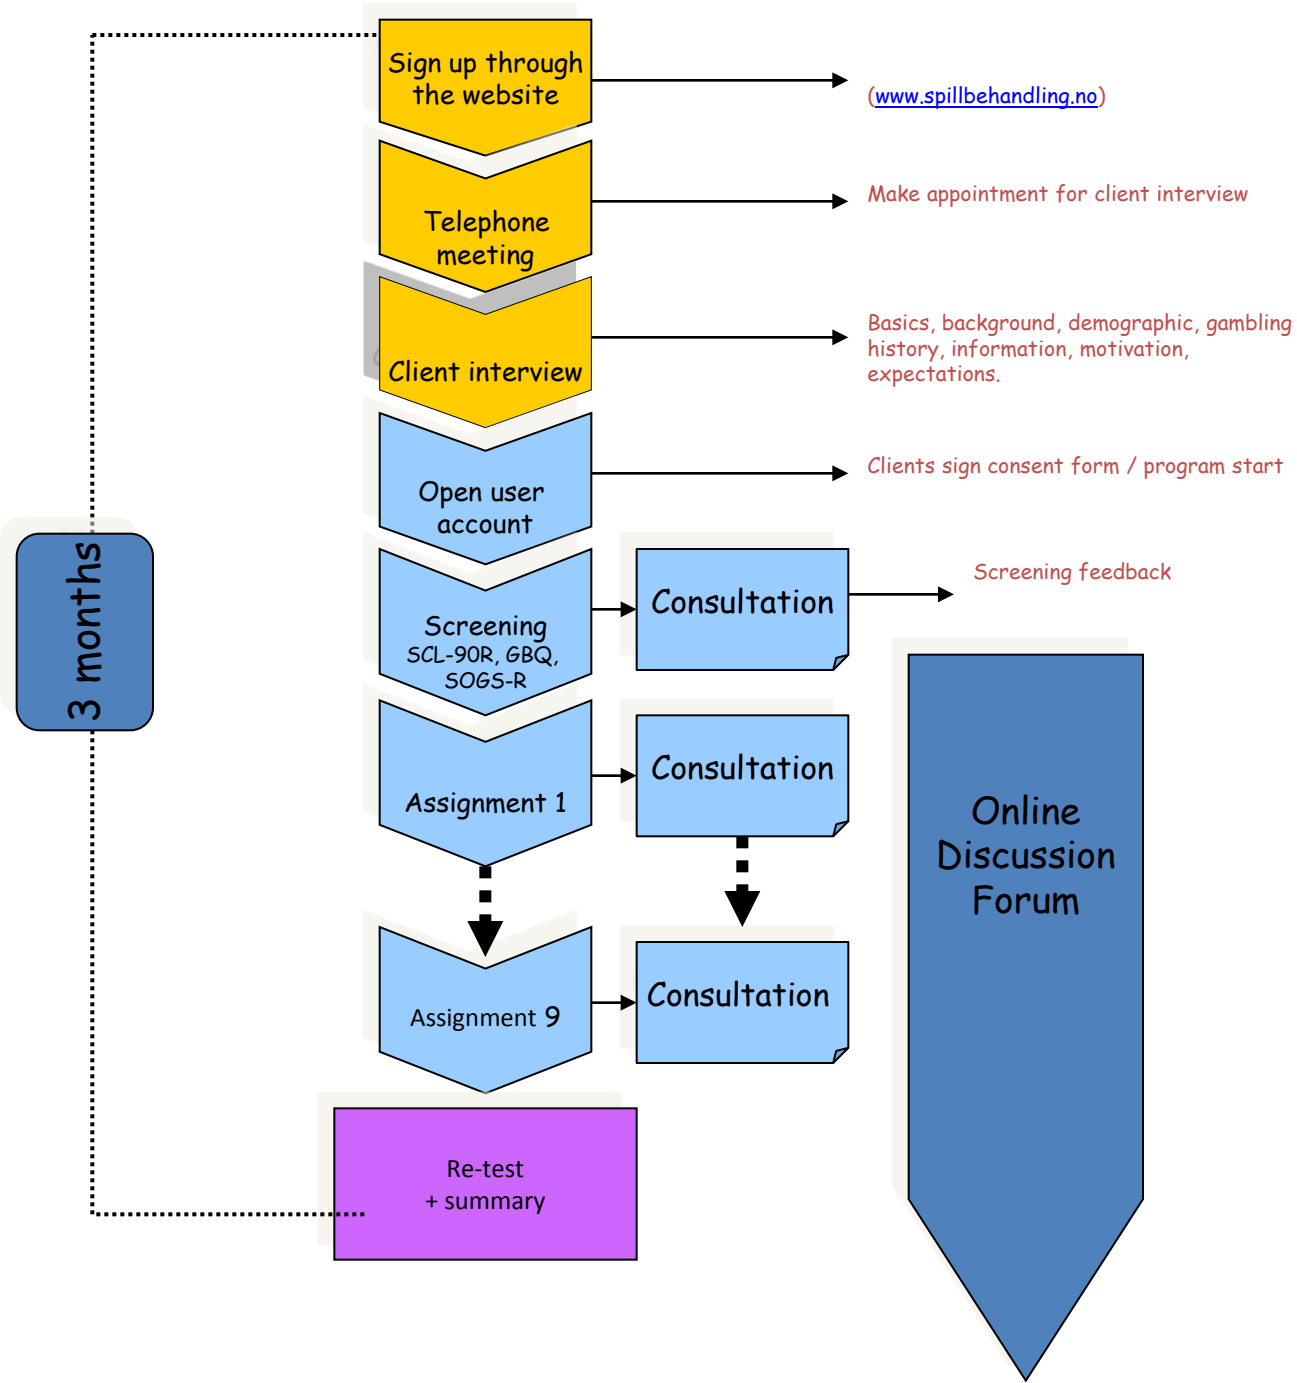 Sign up through
the website
(www.spillbehandling.no)
Telephone
meeting
Make appointment for client interview
Client interview
Basics, background, demographic, gambling
history, information, motivation,
expectations.
Open user
account
Clients sign consent form / program start
3 months
Screening
SCL-90R, GBQ,
SOGS-R
Consultation
Screening feedback
Assignment 1
Consultation
Online
Discussion
Forum
Assignment 9
Consultation
Re-test
+ summary